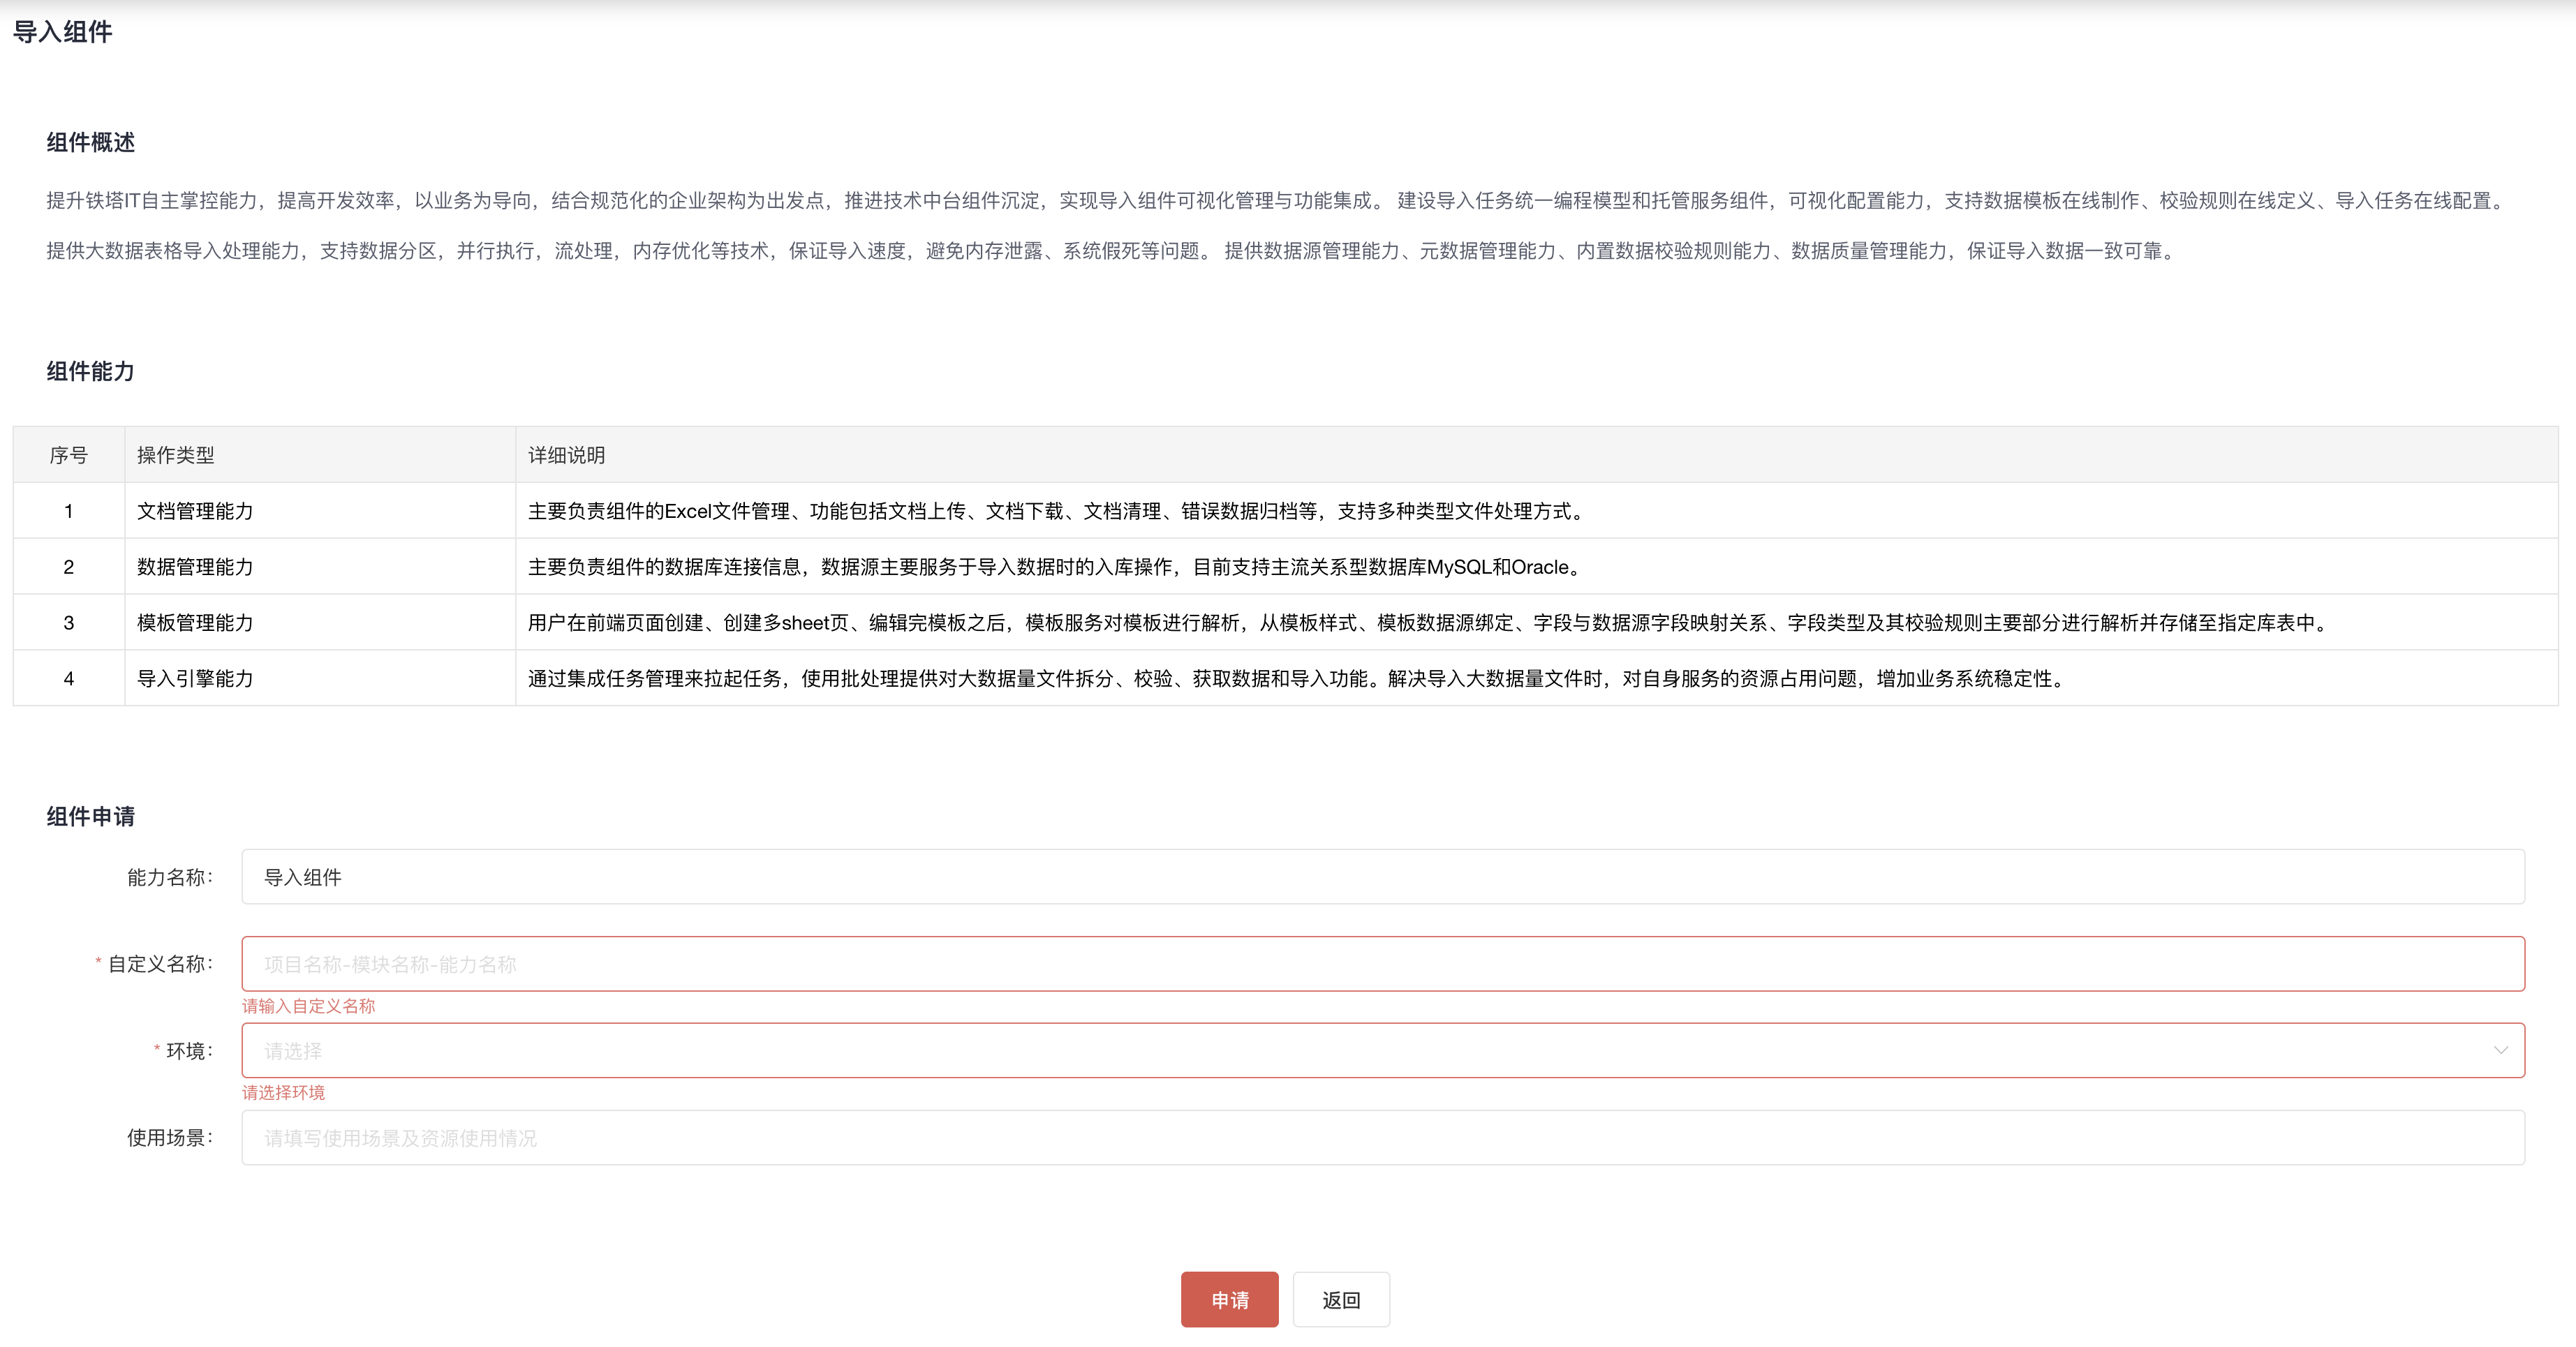 导入组件
组件概述
提升铁塔IT自主掌控能力，提高开发效率，以业务为导向，结合规范化的企业架构为出发点，推进技术中台组件沉淀，实现导入组件可视化管理与功能集成。 建设导入任务统一编程模型和托管服务组件，可视化配置能力，支持数据模板在线制作、校验规则在线定义、导入任务在线配置。
提供大数据表格导入处理能力，支持数据分区，并行执行，流处理，内存优化等技术，保证导入速度，避免内存泄露、系统假死等问题。 提供数据源管理能力、元数据管理能力、内置数据校验规则能力、数据质量管理能力，保证导入数据一致可靠。
组件能力
序号 操作类型 详细说明
1 文档管理能力 主要负责组件的Excel文件管理、功能包括文档上传、文档下载、文档清理、错误数据归档等，支持多种类型文件处理方式。
2 数据管理能力 主要负责组件的数据库连接信息，数据源主要服务于导入数据时的入库操作，目前支持主流关系型数据库MySQL和Oracle。
3 模板管理能力 用户在前端页面创建、创建多sheet页、编辑完模板之后，模板服务对模板进行解析，从模板样式、模板数据源绑定、字段与数据源字段映射关系、字段类型及其校验规则主要部分进行解析并存储至指定库表中。
4 导入引擎能力 通过集成任务管理来拉起任务，使用批处理提供对大数据量文件拆分、校验、获取数据和导入功能。解决导入大数据量文件时，对自身服务的资源占用问题，增加业务系统稳定性。
组件申请
能力名称： 导入组件
* 自定义名称： 项目名称-模块名称-能力名称
请输入自定义名称
* 环境： 请选择
请选择环境
使用场景： 请填写使用场景及资源使用情况
申请 返回